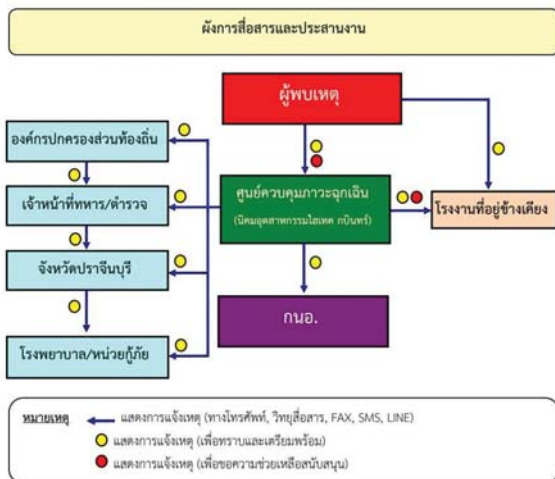 ผังการสื่อสารและประสานงาน
ผู้พบเหตุ
องค์กรปกครองส่วนท้องถิ่น
เจ้าหน้าที่ทหาร/ตำรวจ
ศูนย์ควบคุมภาวะฉุกเฉิน
(นิคมอุตสาหกรรมไฮเทค กบินทร์)
โรงงานที่อยู่ข้างเคียง
จังหวัดปราจีนบุรี
กนอ.
โรงพยาบาล/หน่วยกู้ภัย
หมายเหตุ แสดงการแจ้งเหตุ (ทางโทรศัพท์, วิทยุสื่อสาร, FAX, SMS, LINE)
แสดงการแจ้งเหตุ (เพื่อทราบและเตรียมพร้อม)
แสดงการแจ้งเหตุ (เพื่อขอความช่วยเหลือสนับสนุน)